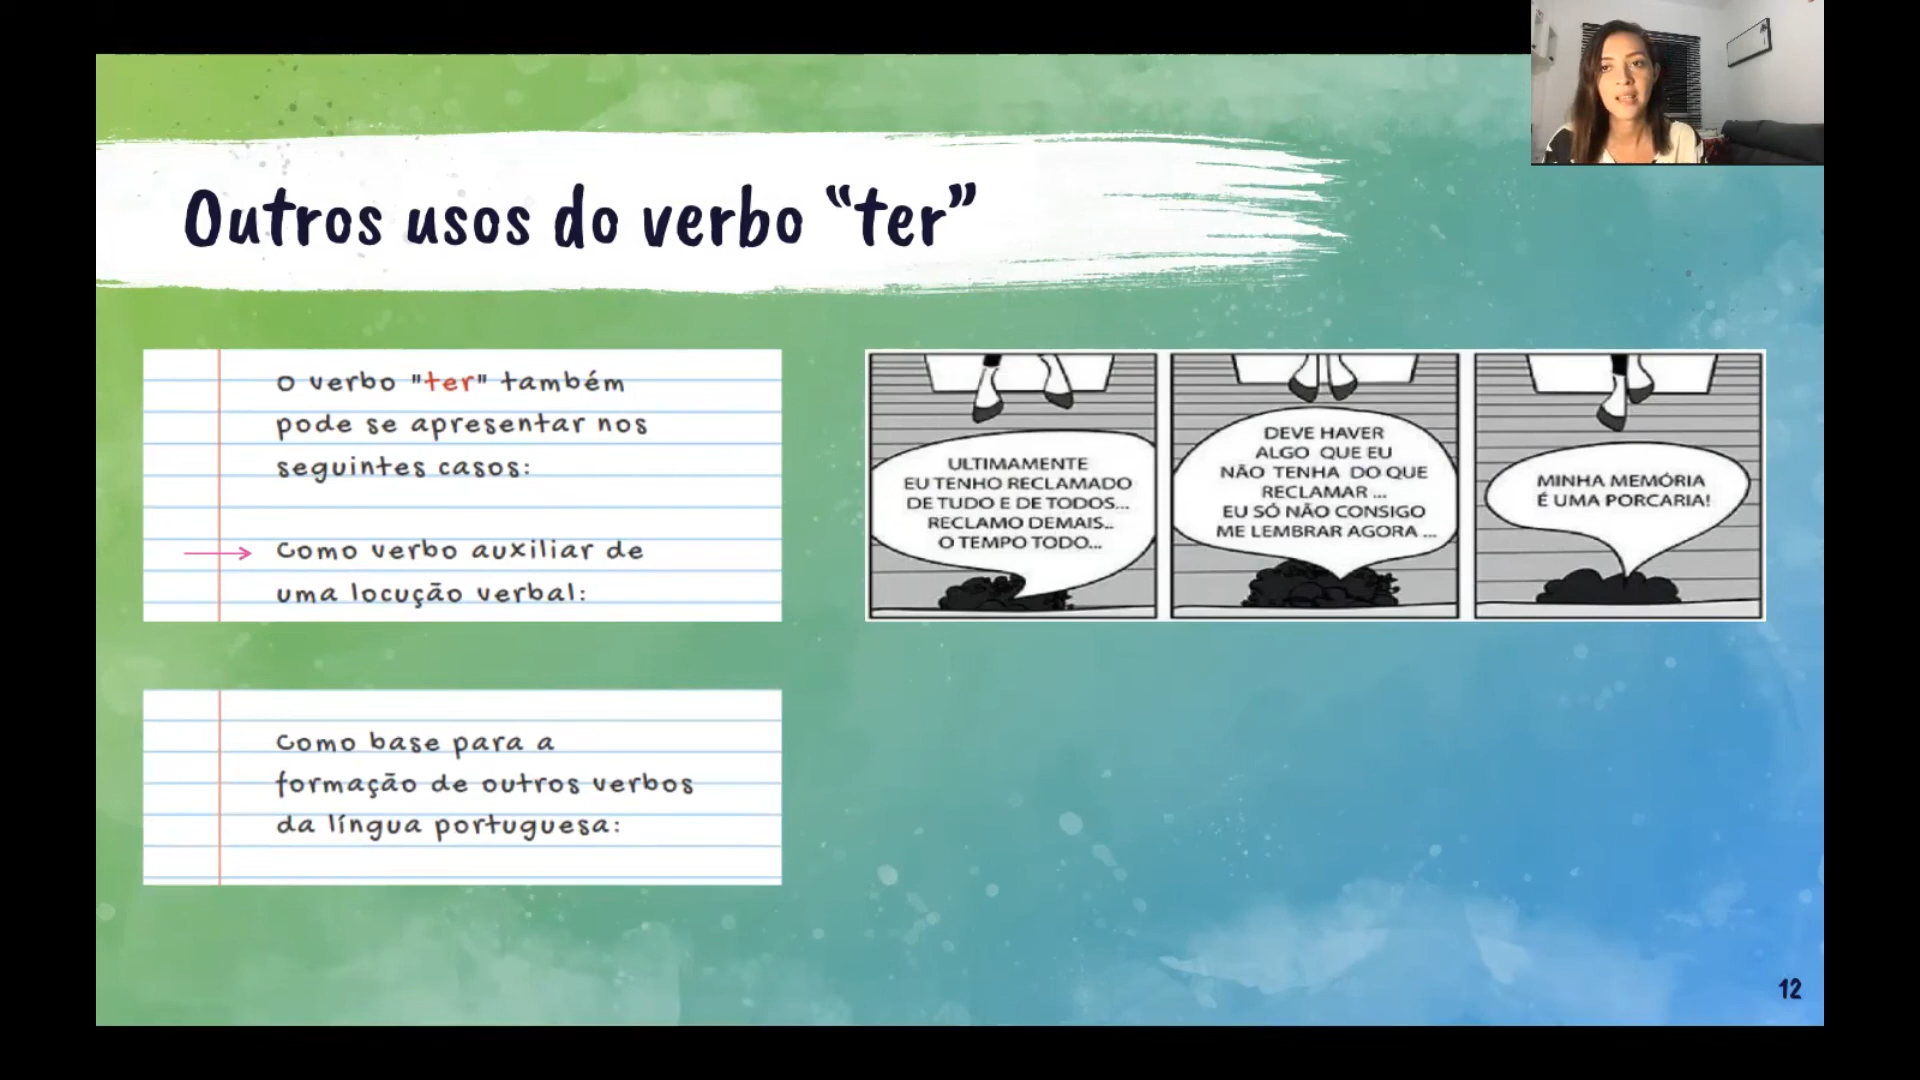 Outros usos do verbo “ter”
O verbo "ter" também
pode se apresentar nos
seguintes casos:
Como verbo auxiliar de
uma locução verbal:
Como base para a
formação de outros verbos
da língua portuguesa:
ULTIMAMENTE
EU TENHO RECLAMADO
DE TUDO E DE TODOS...
RECLAMO DEMAIS..
O TEMPO TODO...
DEVE HAVER
ALGO QUE EU
NÃO TENHA DO QUE
RECLAMAR ...
EU SÓ NÃO CONSIGO
ME LEMBRAR AGORA ...
MINHA MEMÓRIA
É UMA PORCARIA!
12